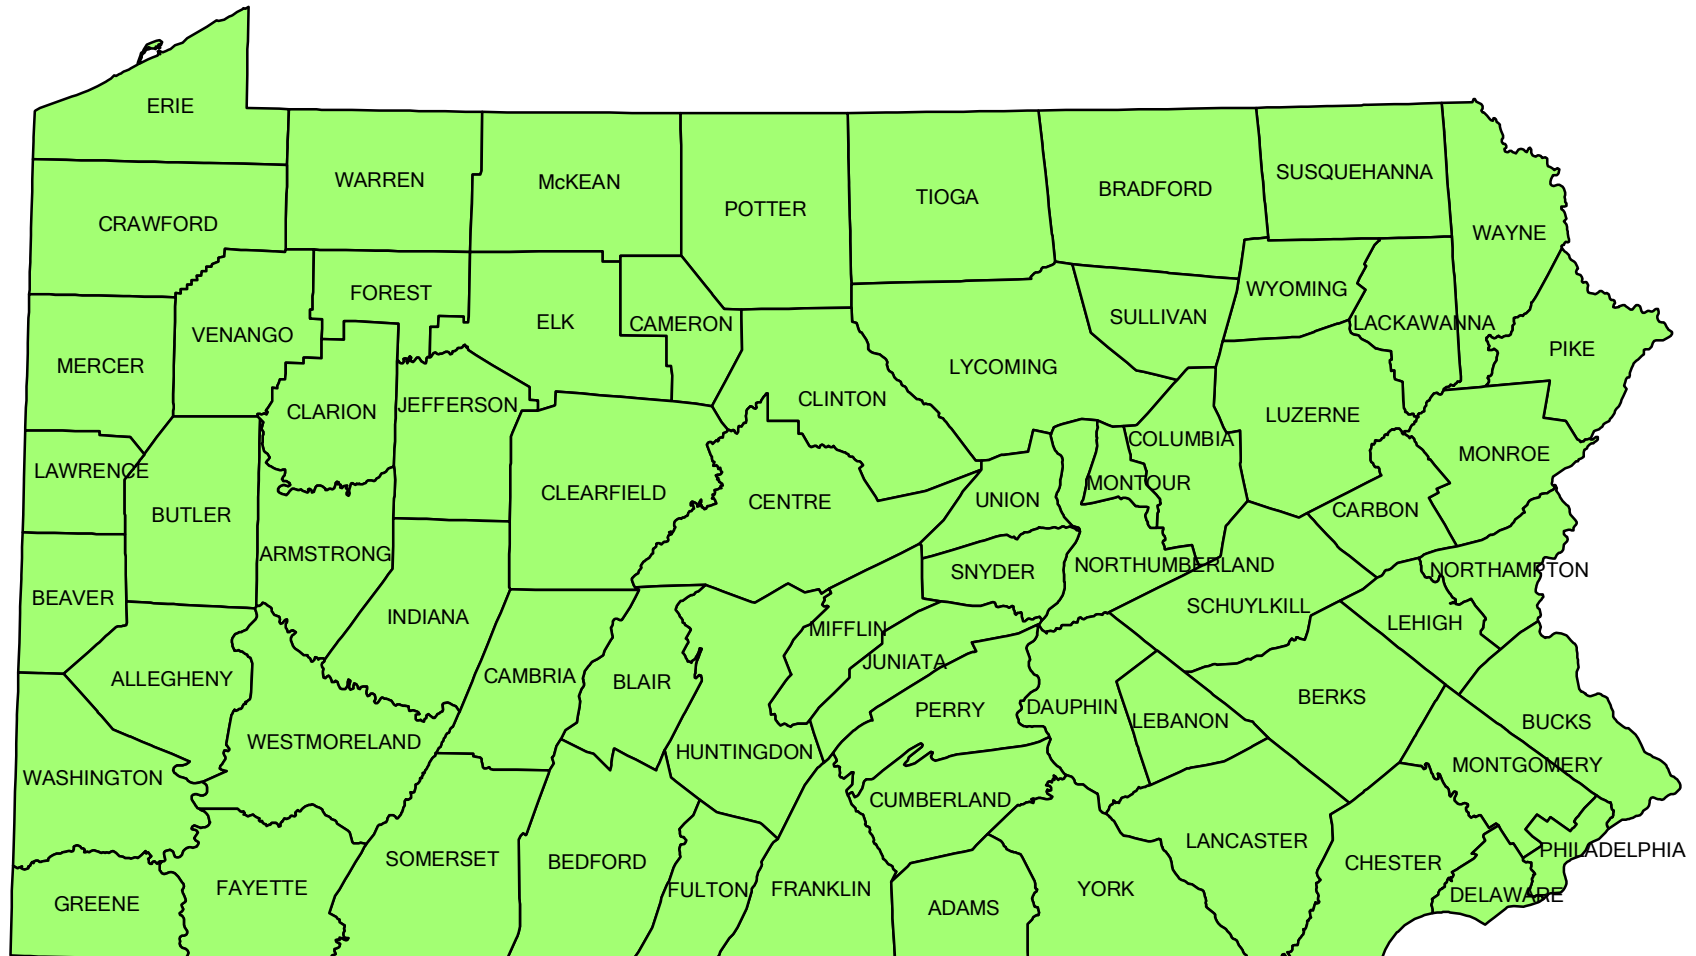 ERIE
SUSQUEHANNA
WARREN
McKEAN
BRADFORD
TIOGA
POTTER
CRAWFORD
WAYNE
FOREST
WYOMING
SULLIVAN
ELK
CAMERON
LACKAWANNA
VENANGO
PIKE
MERCER
LYCOMING
CLINTON
JEFFERSON
CLARION
LUZERNE
COLUMBIA
MONROE
LAWRENCE
MONTOUR
CLEARFIELD
UNION
CENTRE
CARBON
BUTLER
ARMSTRONG
NORTHUMBERLAND
NORTHAMPTON
SNYDER
BEAVER
SCHUYLKILL
INDIANA
LEHIGH
MIFFLIN
JUNIATA
CAMBRIA
ALLEGHENY
BLAIR
BERKS
DAUPHIN
PERRY
LEBANON
BUCKS
WESTMORELAND
HUNTINGDON
MONTGOMERY
WASHINGTON
CUMBERLAND
LANCASTER
PHILADELPHIA
SOMERSET
BEDFORD
CHESTER
FAYETTE
FULTON
FRANKLIN
YORK
DELAWARE
GREENE
ADAMS